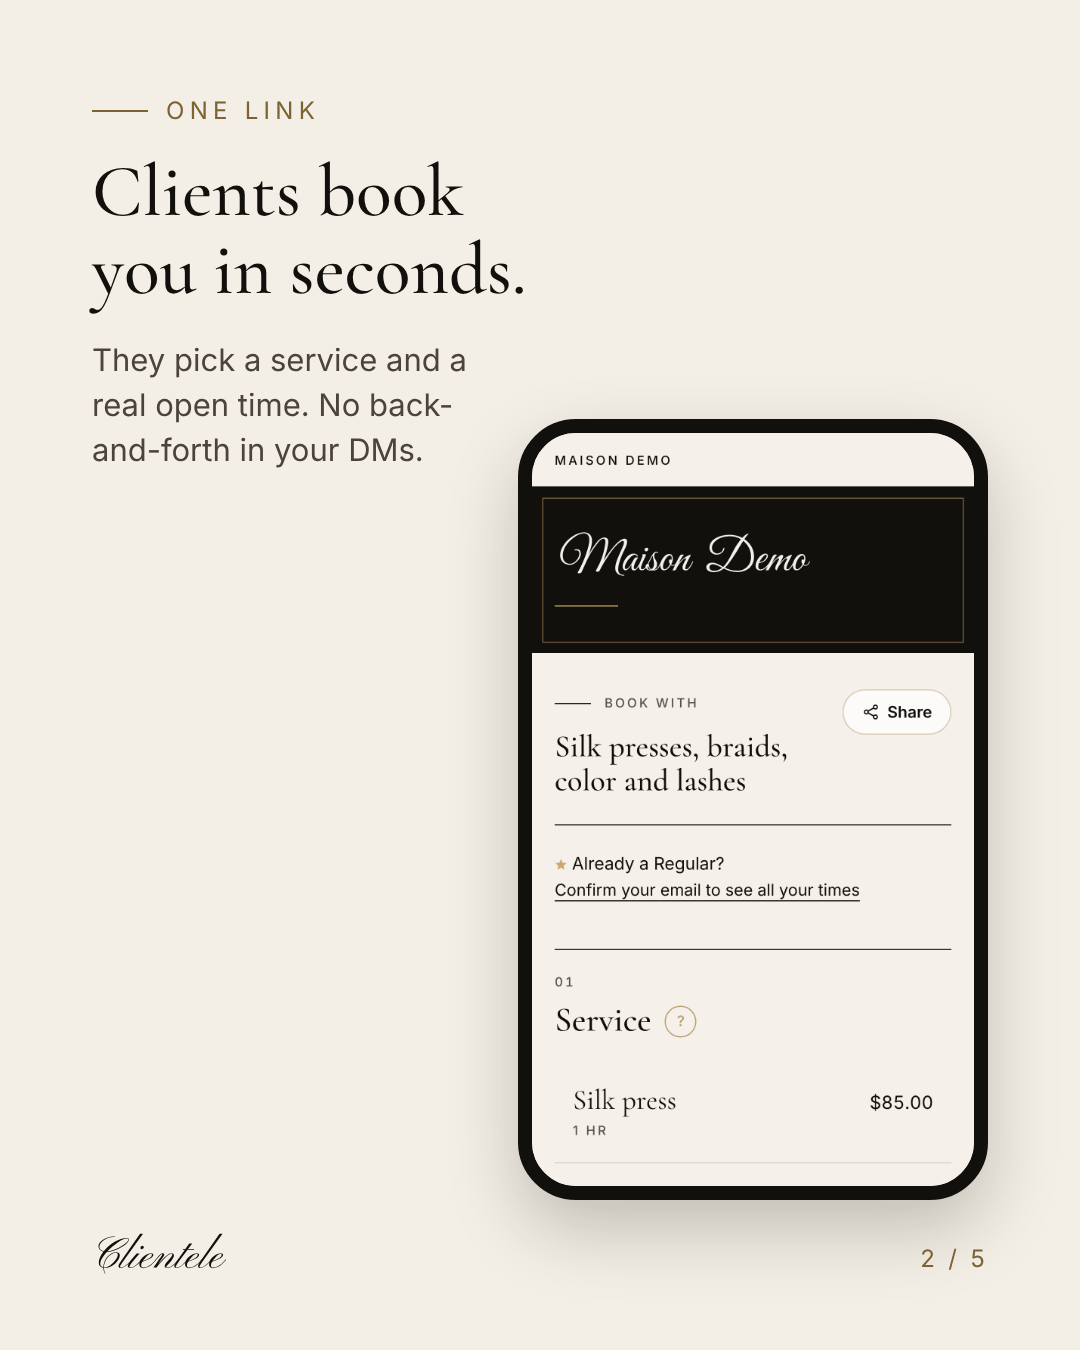 ONE LINK
Clients book
you in seconds.
They pick a service and a
real open time. No back-
and-forth in your DMs.
MAISON DEMO
Maison Demo
BOOK WITH
Share
Silk presses, braids,
color and lashes
Already a Regular?
Confirm your email to see all your times
01
Service ?
Silk press $85.00
1 HR
Clientele
2 / 5